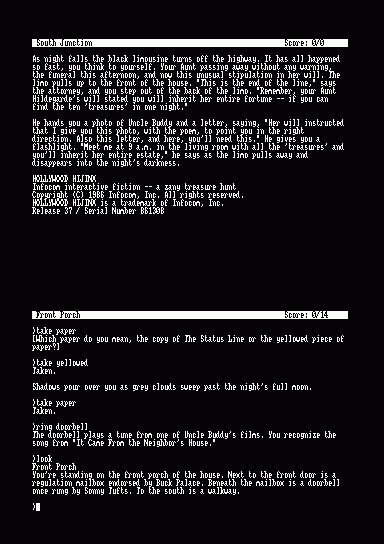 South Junction Score: 0/0
As night falls the black limousine turns off the highway. It has all happened
so fast, you think to yourself. Your Aunt passing away without any warning,
the funeral this afternoon, and now this unusual stipulation in her will. The
limo pulls up to the front of the house. "This is the end of the line," says
the attorney, and you step out of the back of the limo. "Remember, your Aunt
Hildegarde's will stated you will inherit her entire fortune -- if you can
find the ten 'treasures' in one night."
He hands you a photo of Uncle Buddy and a letter, saying, "Her will instructed
that I give you this photo, with the poem, to point you in the right
direction. Also this letter, and here, you'll need this." He gives you a
flashlight. "Meet me at 9 a.m. in the living room with all the 'treasures' and
you'll inherit her entire estate," he says as the limo pulls away and
disappears into the night's darkness.
HOLLYWOOD HIJINX
Infocom interactive fiction -- a zany treasure hunt
Copyright (C) 1986 Infocom, Inc. All rights reserved.
HOLLYWOOD HIJINX is a trademark of Infocom, Inc.
Release 37 / Serial Number 861308
Front Porch Score: 0/14
>take paper
[Which paper do you mean, the copy of The Status Line or the yellowed piece of
paper?]
>take yellowed
Taken.
Shadows pour over you as grey clouds sweep past the night's full moon.
>take paper
Taken.
>ring doorbell
The doorbell plays a tune from one of Uncle Buddy's films. You recognize the
song from "It Came From the Neighbor's House."
>look
Front Porch
You're standing on the front porch of the house. Next to the front door is a
regulation mailbox endorsed by Buck Palace. Beneath the mailbox is a doorbell
once rung by Sonny Tufts. To the south is a walkway.
>